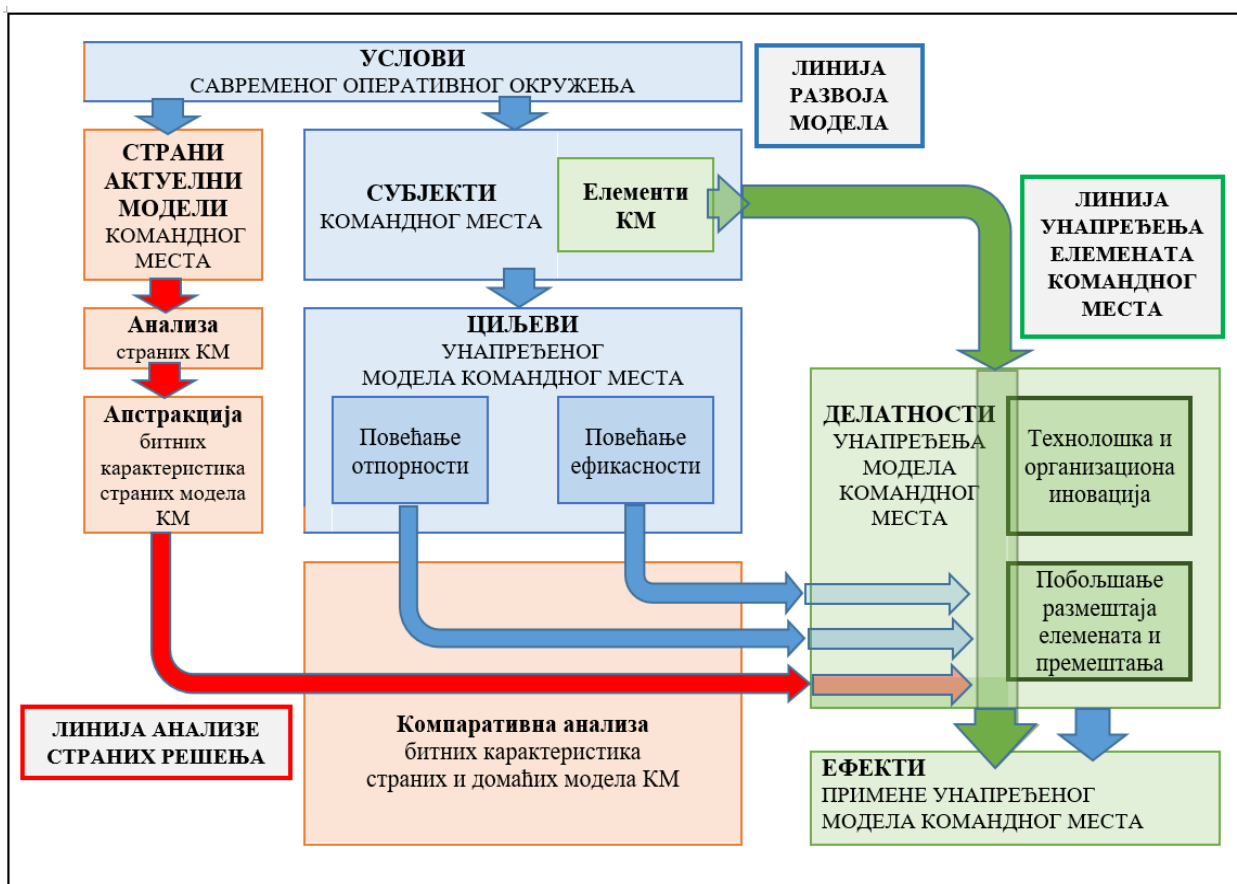 УСЛОВИ
САВРЕМЕНОГ ОПЕРАТИВНОГ ОКРУЖЕЊА
ЛИНИЈА
РАЗВОЈА
МОДЕЛА
СТРАНИ
АКТУЕЛНИ
МОДЕЛИ
КОМАНДНОГ
МЕСТА
СУБЈЕКТИ
КОМАНДНОГ МЕСТА
Елементи
КМ
ЛИНИЈА
УНАПРЕЂЕЊА
ЕЛЕМЕНАТА
КОМАНДНОГ
МЕСТА
Анализа
страних КМ
ЦИЉЕВИ
УНАПРЕЂЕНОГ
МОДЕЛА КОМАНДНОГ МЕСТА
Апстракција
битних
карактеристика
страних модела
КМ
Повећање
отпорности
Повећање
ефикасности
ДЕЛАТНОСТИ
УНАПРЕЂЕЊА
МОДЕЛА
КОМАНДНОГ
МЕСТА
Технолошка и
организациона
иновација
Побољшање
размештаја
елемената и
премештања
ЛИНИЈА АНАЛИЗЕ
СТРАНИХ РЕШЕЊА
Компаративна анализа
битних карактеристика
страних и домаћих модела КМ
ЕФЕКТИ
ПРИМЕНЕ УНАПРЕЂЕНОГ
МОДЕЛА КОМАНДНОГ МЕСТА